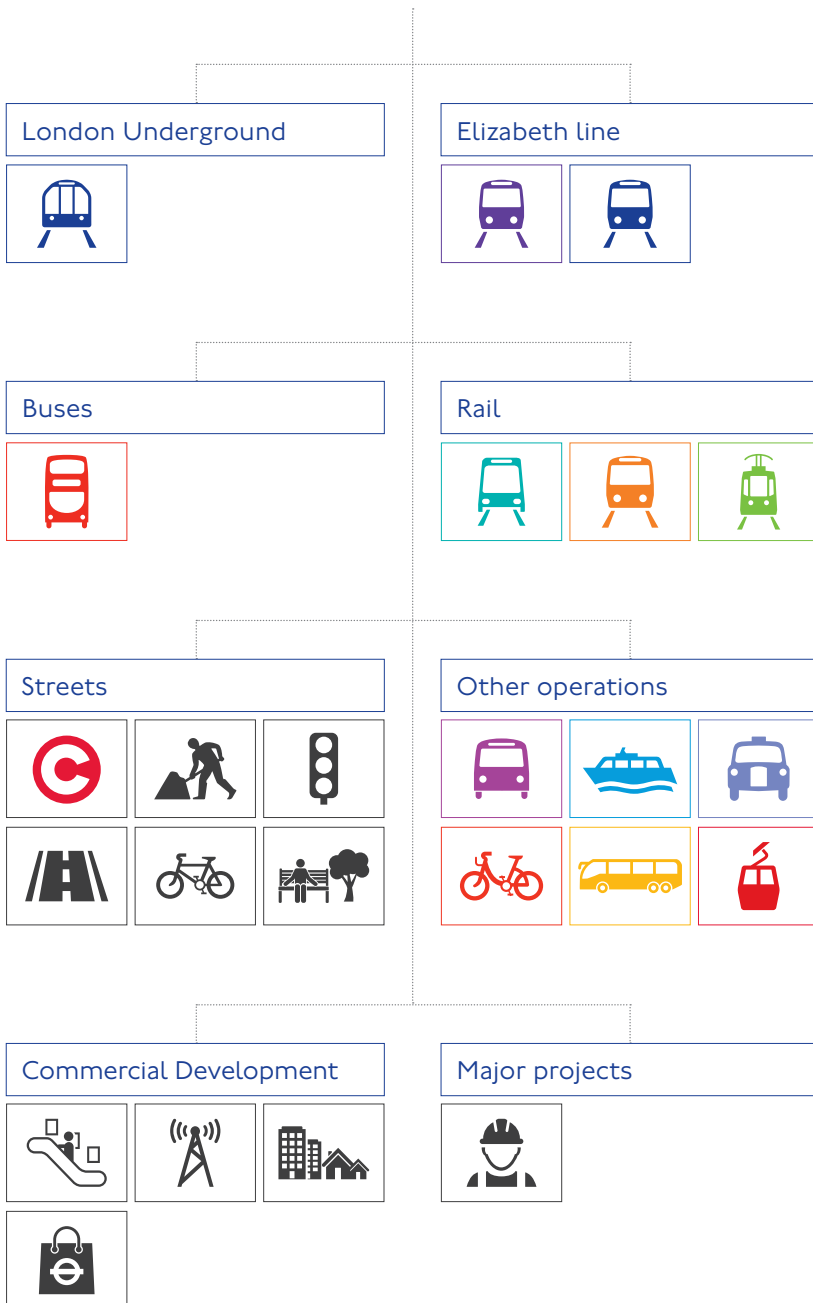 London Underground
Elizabeth line
Buses
Rail
Streets
Other operations
Commercial Development
Major projects